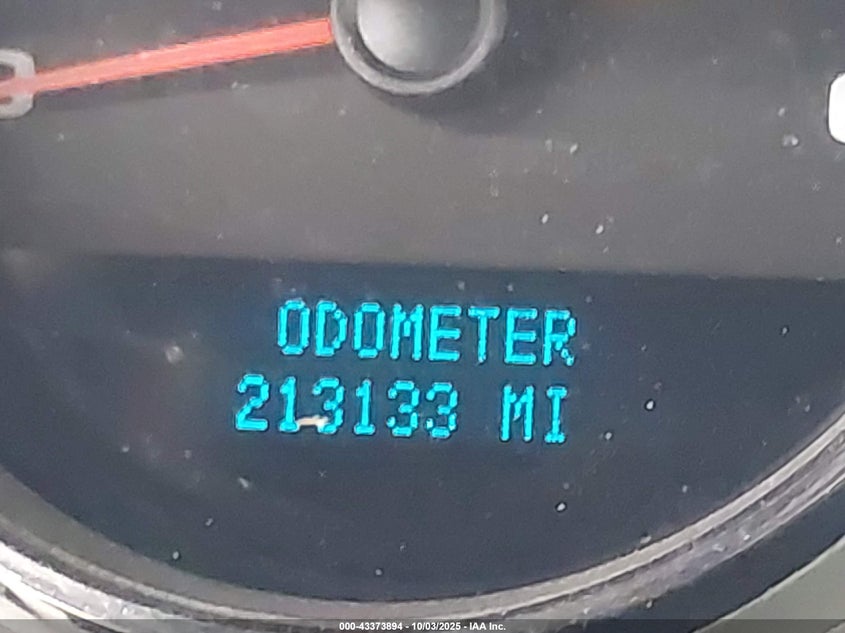 ODOMETER
213133 MI
000-43373894 - 10/03/2025 - IAA Inc.